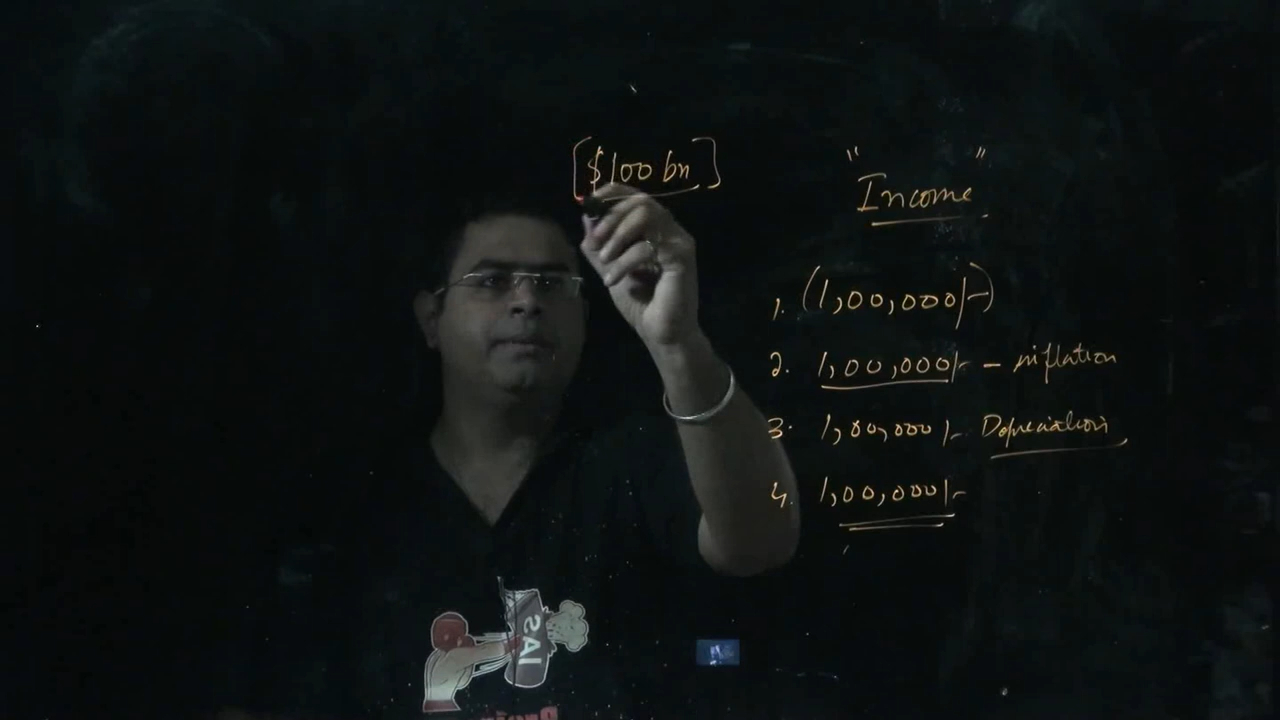 [$100 bn]
"Income"
1. (1,00,000/-)
2. 1,00,000/- - inflation
3. 1,00,000/- Depreciation
4. 1,00,000/-
IAS